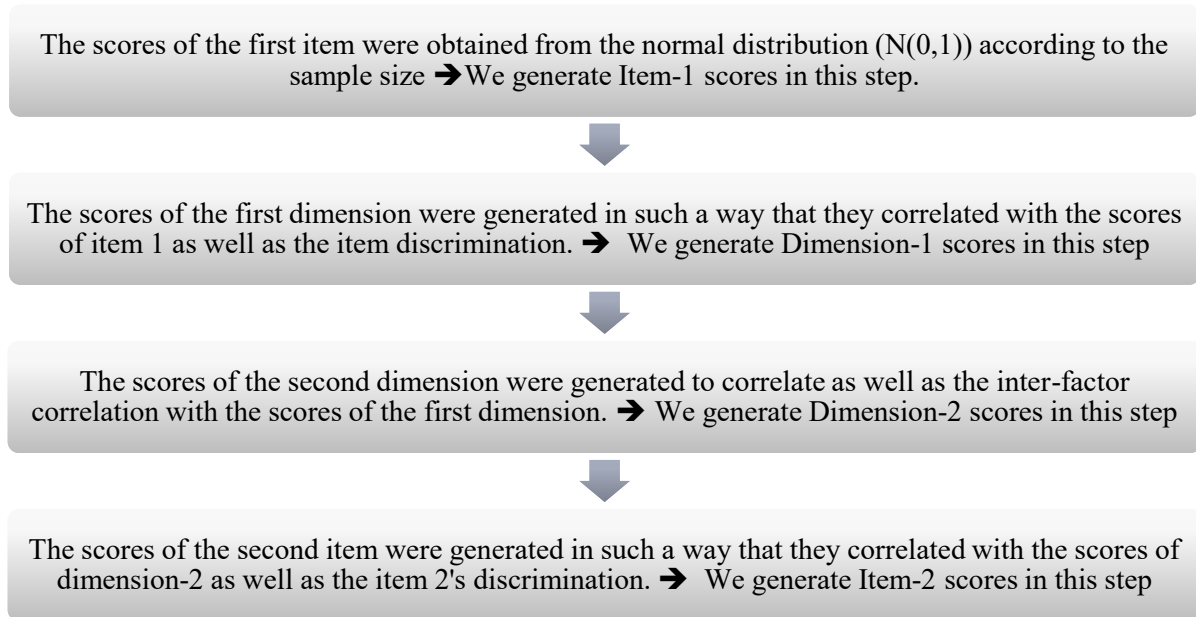 The scores of the first item were obtained from the normal distribution (N(0,1)) according to the
sample size ➔ We generate Item-1 scores in this step.
The scores of the first dimension were generated in such a way that they correlated with the scores
of item 1 as well as the item discrimination. ➔ We generate Dimension-1 scores in this step
The scores of the second dimension were generated to correlate as well as the inter-factor
correlation with the scores of the first dimension. ➔ We generate Dimension-2 scores in this step
The scores of the second item were generated in such a way that they correlated with the scores of
dimension-2 as well as the item 2's discrimination. ➔ We generate Item-2 scores in this step